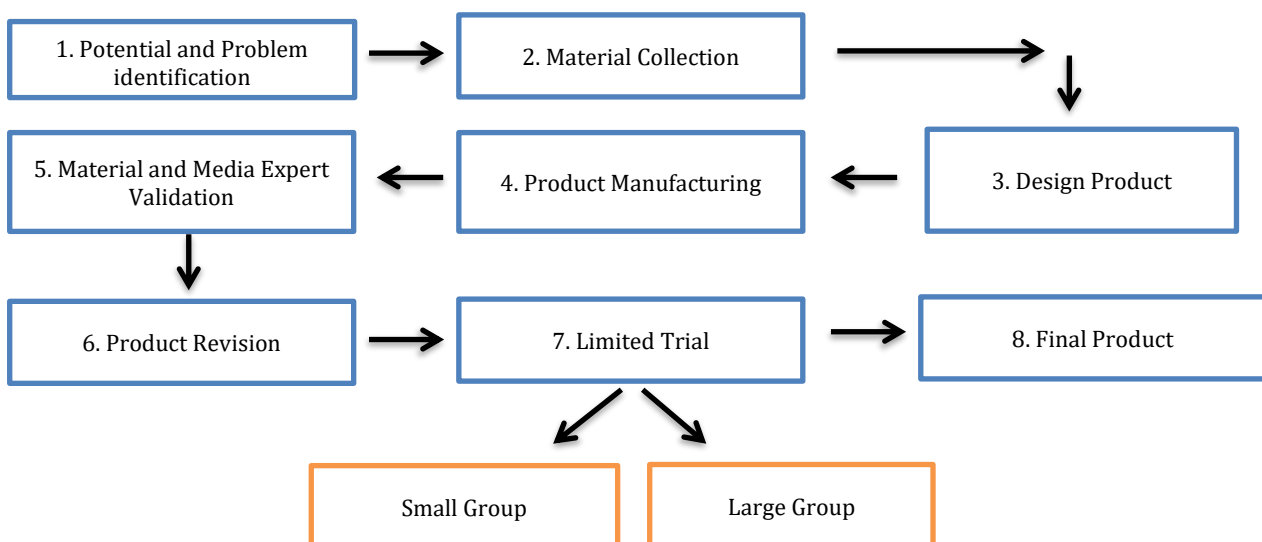 1. Potential and Problem
identification
2. Material Collection
3. Design Product
4. Product Manufacturing
5. Material and Media Expert
Validation
6. Product Revision
7. Limited Trial
8. Final Product
Small Group
Large Group